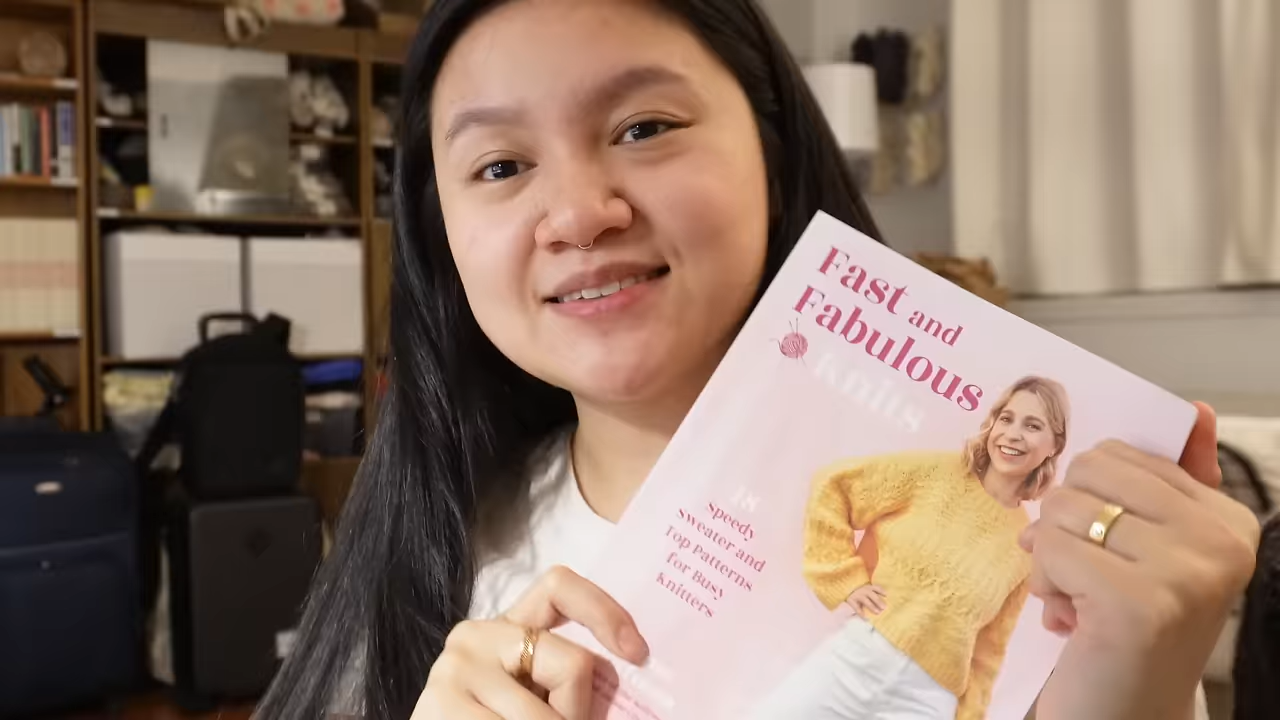 Fast and
Fabulous
knits
18
speedy
sweater and
Top patterns
for Busy
knitters